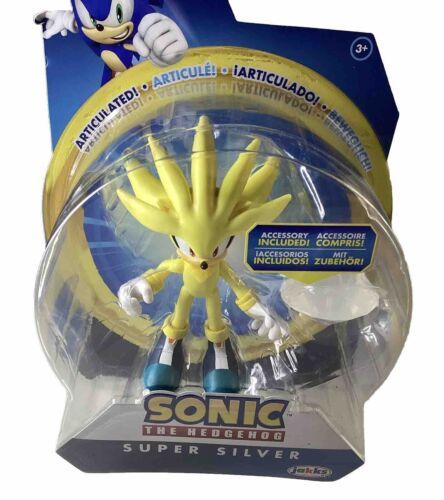 3+
ARTICULATED! • ARTICULÉ! • ¡ARTICULADO! • BEWEGLICH!
ACCESSORY INCLUDED!
ACCESSOIRE COMPRIS!
¡ACCESORIOS INCLUIDOS!
MIT ZUBEHÖR!
SONIC
THE HEDGEHOG
SUPER SILVER
jakks